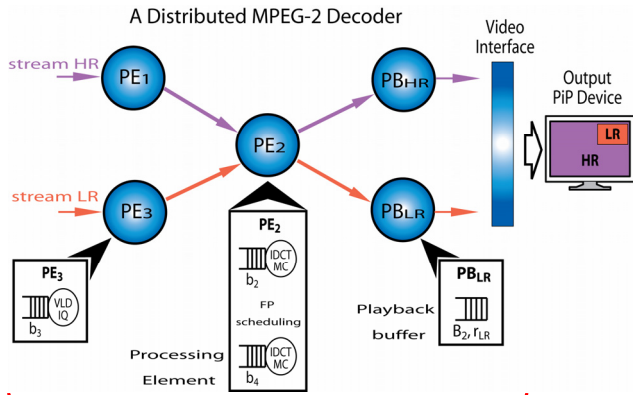 A Distributed MPEG-2 Decoder
Video
Interface
Output
PiP Device
stream HR
PE1
PBHR
LR
HR
PE2
stream LR
PE3
PBLR
PE3
VLD
IQ
b3
PE2
IDCT
MC
b2
FP
scheduling
IDCT
MC
b4
Processing
Element
PBLR
B2, rLR
Playback
buffer